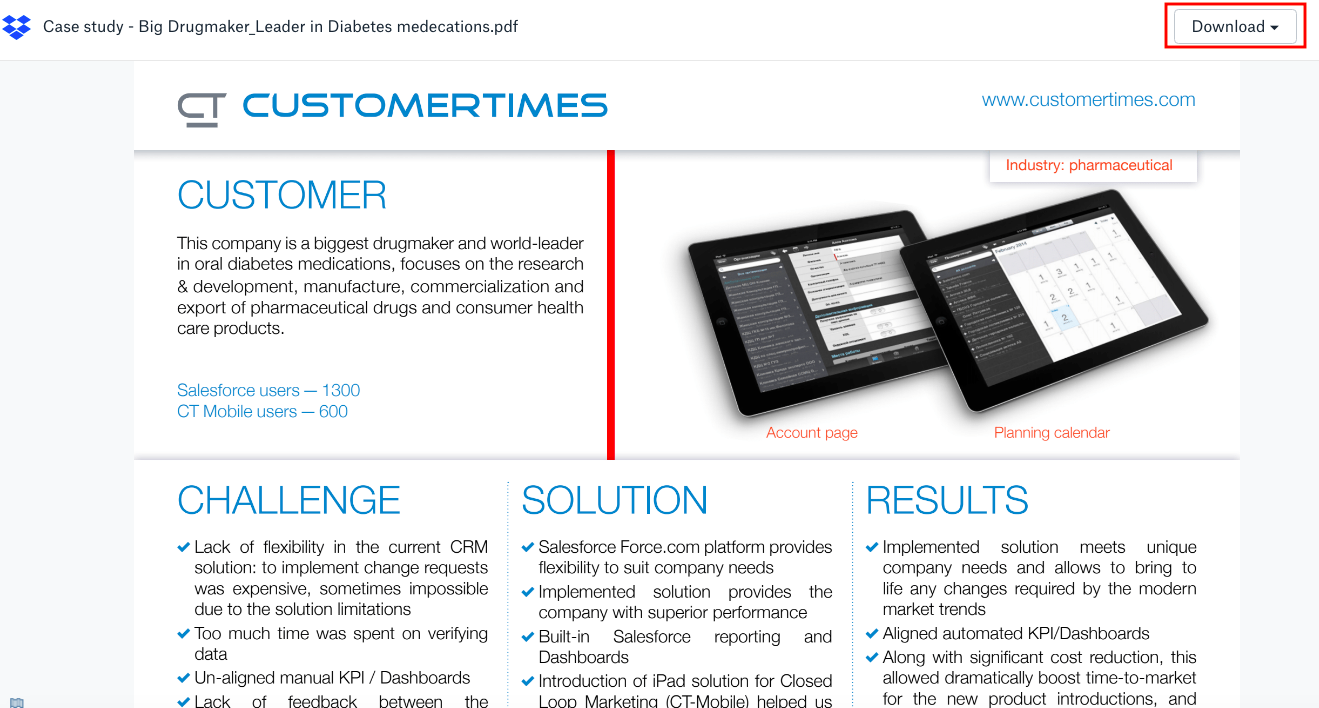 Case study - Big Drugmaker_Leader in Diabetes medecations.pdf
Download
CT CUSTOMERTIMES
www.customertimes.com
CUSTOMER
This company is a biggest drugmaker and world-leader
in oral diabetes medications, focuses on the research
& development, manufacture, commercialization and
export of pharmaceutical drugs and consumer health
care products.
Salesforce users — 1300
CT Mobile users — 600
Industry: pharmaceutical
February 2014
Account page
Planning calendar
CHALLENGE
Lack of flexibility in the current CRM
solution: to implement change requests
was expensive, sometimes impossible
due to the solution limitations
Too much time was spent on verifying
data
Un-aligned manual KPI / Dashboards
Lack of feedback between the
SOLUTION
Salesforce Force.com platform provides
flexibility to suit company needs
Implemented solution provides the
company with superior performance
Built-in Salesforce reporting and
Dashboards
Introduction of iPad solution for Closed
Loop Marketing (CT-Mobile) helped us
RESULTS
Implemented solution meets unique
company needs and allows to bring to
life any changes required by the modern
market trends
Aligned automated KPI/Dashboards
Along with significant cost reduction, this
allowed dramatically boost time-to-market
for the new product introductions, and